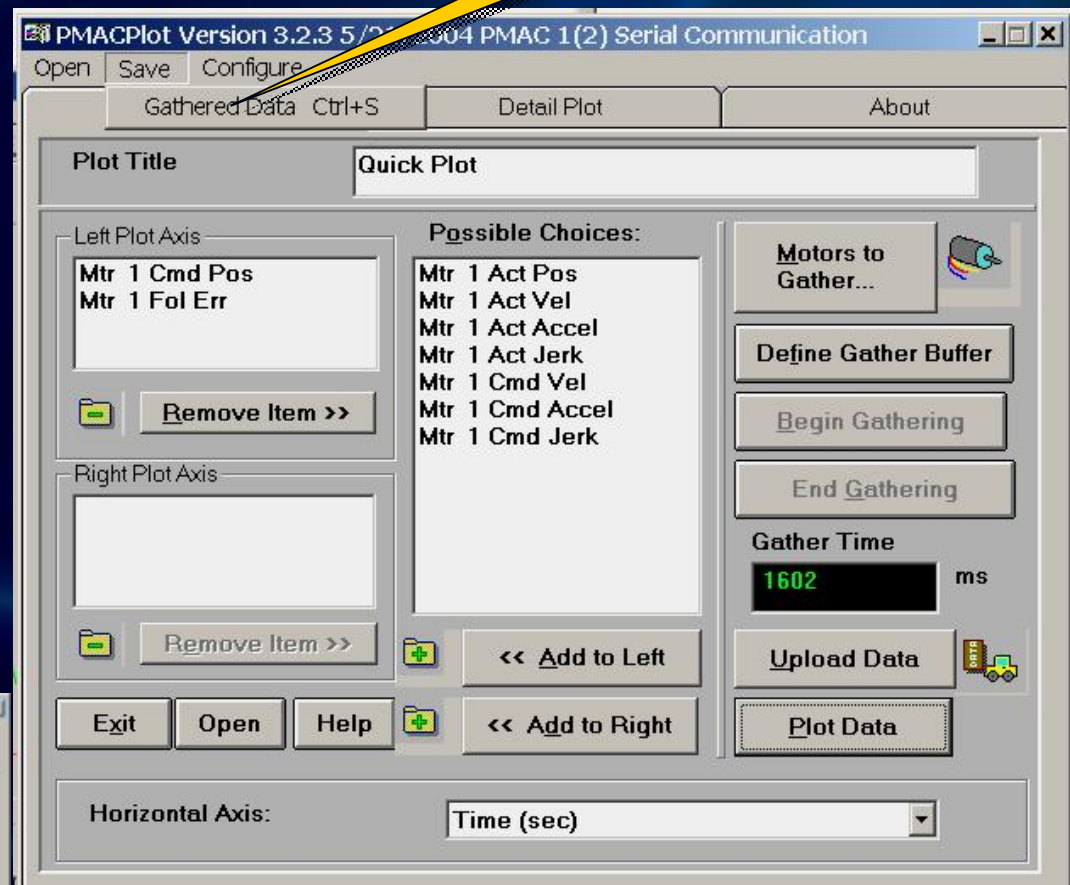 PMACPlot Version 3.2.3 5/2 2004 PMAC 1(2) Serial Communication
Open Save Configure
Gathered Data Ctrl+S
Detail Plot
About
Plot Title
Quick Plot
Left Plot Axis
Mtr 1 Cmd Pos
Mtr 1 Fol Err
Remove Item >>
Right Plot Axis
Remove Item >>
Exit
Open
Help
Possible Choices:
Mtr 1 Act Pos
Mtr 1 Act Vel
Mtr 1 Act Accel
Mtr 1 Act Jerk
Mtr 1 Cmd Vel
Mtr 1 Cmd Accel
Mtr 1 Cmd Jerk
<< Add to Left
<< Add to Right
Motors to
Gather...
Define Gather Buffer
Begin Gathering
End Gathering
Gather Time
1602 ms
Upload Data
DATA
Plot Data
Horizontal Axis:
Time (sec)